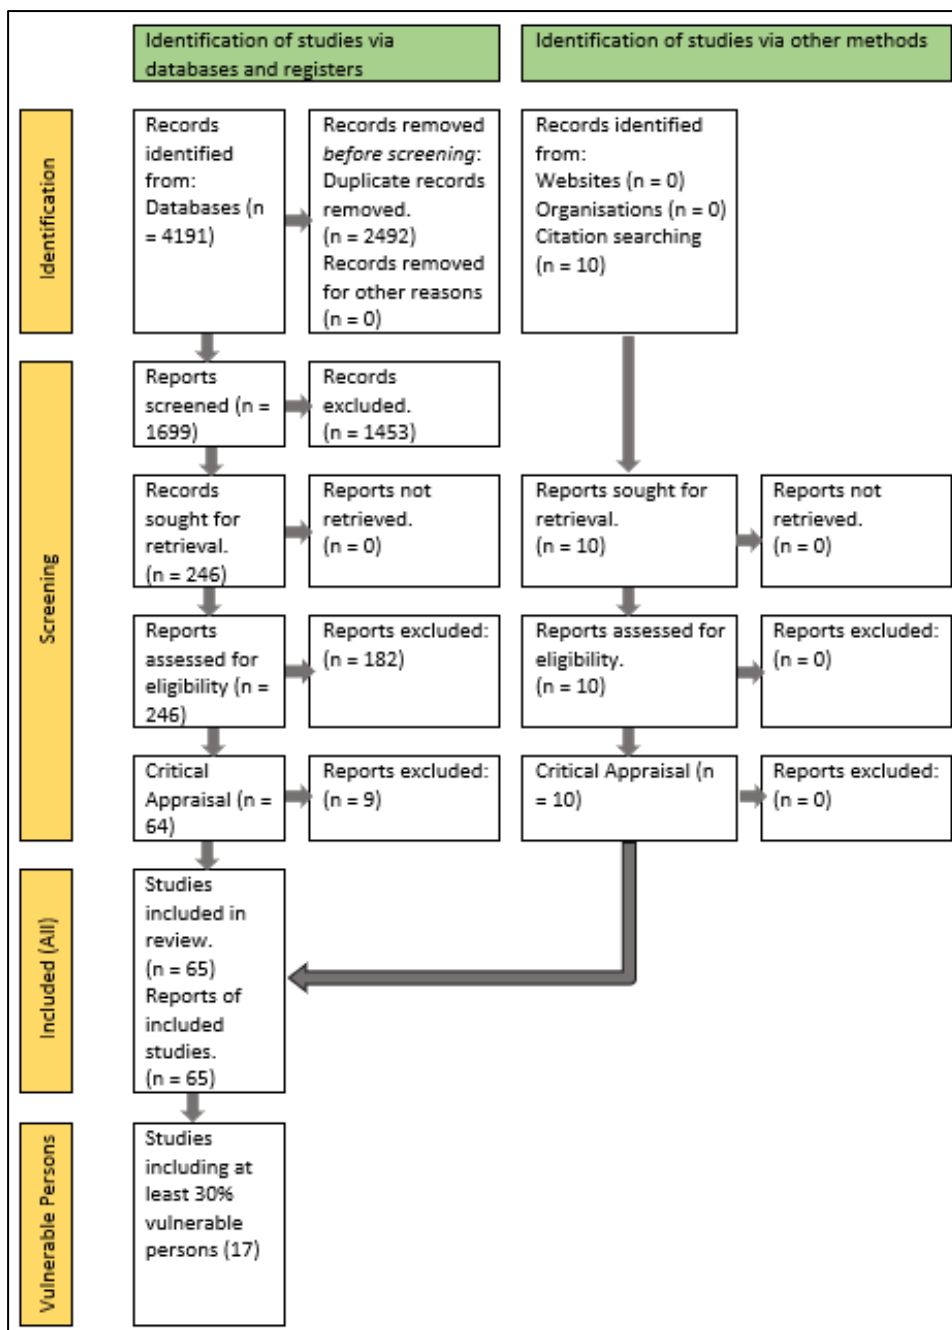 Identification of studies via
databases and registers
Identification of studies via other methods
Identification
Records
identified
from:
Databases (n
= 4191)
Records removed
before screening:
Duplicate records
removed.
(n = 2492)
Records removed
for other reasons
(n = 0)
Records identified
from:
Websites (n = 0)
Organisations (n = 0)
Citation searching
(n = 10)
Screening
Reports
screened (n =
1699)
Records
excluded.
(n = 1453)
Records
sought for
retrieval.
(n = 246)
Reports not
retrieved.
(n = 0)
Reports sought for
retrieval.
(n = 10)
Reports not
retrieved.
(n = 0)
Reports
assessed for
eligibility (n =
246)
Reports excluded:
(n = 182)
Reports assessed for
eligibility.
(n = 10)
Reports excluded:
(n = 0)
Critical
Appraisal (n =
64)
Reports excluded:
(n = 9)
Critical Appraisal (n
= 10)
Reports excluded:
(n = 0)
Included (All)
Studies
included in
review.
(n = 65)
Reports of
included
studies.
(n = 65)
Vulnerable Persons
Studies
including at
least 30%
vulnerable
persons (17)